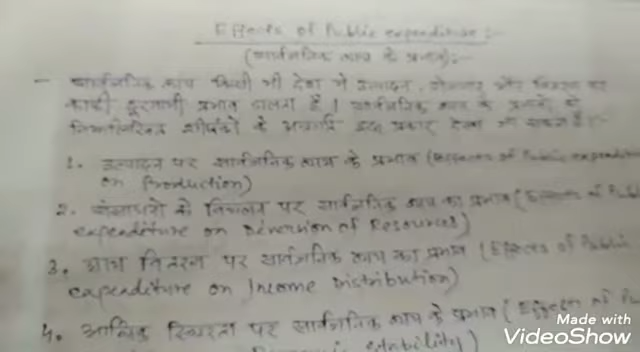 Effects of Public expenditure :-
(सार्वजनिक व्यय के प्रभाव):-
- सार्वजनिक व्यय किसी भी देश में उत्पादन, रोजगार और वितरण पर
काफी दूरगामी प्रभाव डालता है। सार्वजनिक व्यय के प्रभावों को
निम्नलिखित शीर्षकों के अन्तर्गत इस प्रकार देखा जा सकता है।
1. उत्पादन पर सार्वजनिक व्यय के प्रभाव (Effects of Public expendi
on Production)
2. संसाधनों के पर सार्वजनिक व्यय का प्रभाव (Effects of Publ
expenditure on Diversion of Resources)
3. आय वितरण पर सार्वजनिक व्यय का प्रभाव (Effects of Public
expenditure on Income Distribution)
4. आर्थिक स्थिरता पर सार्वजनिक व्यय के प्रभाव (Effects of Pu
Stability)
Made with
VideoShow